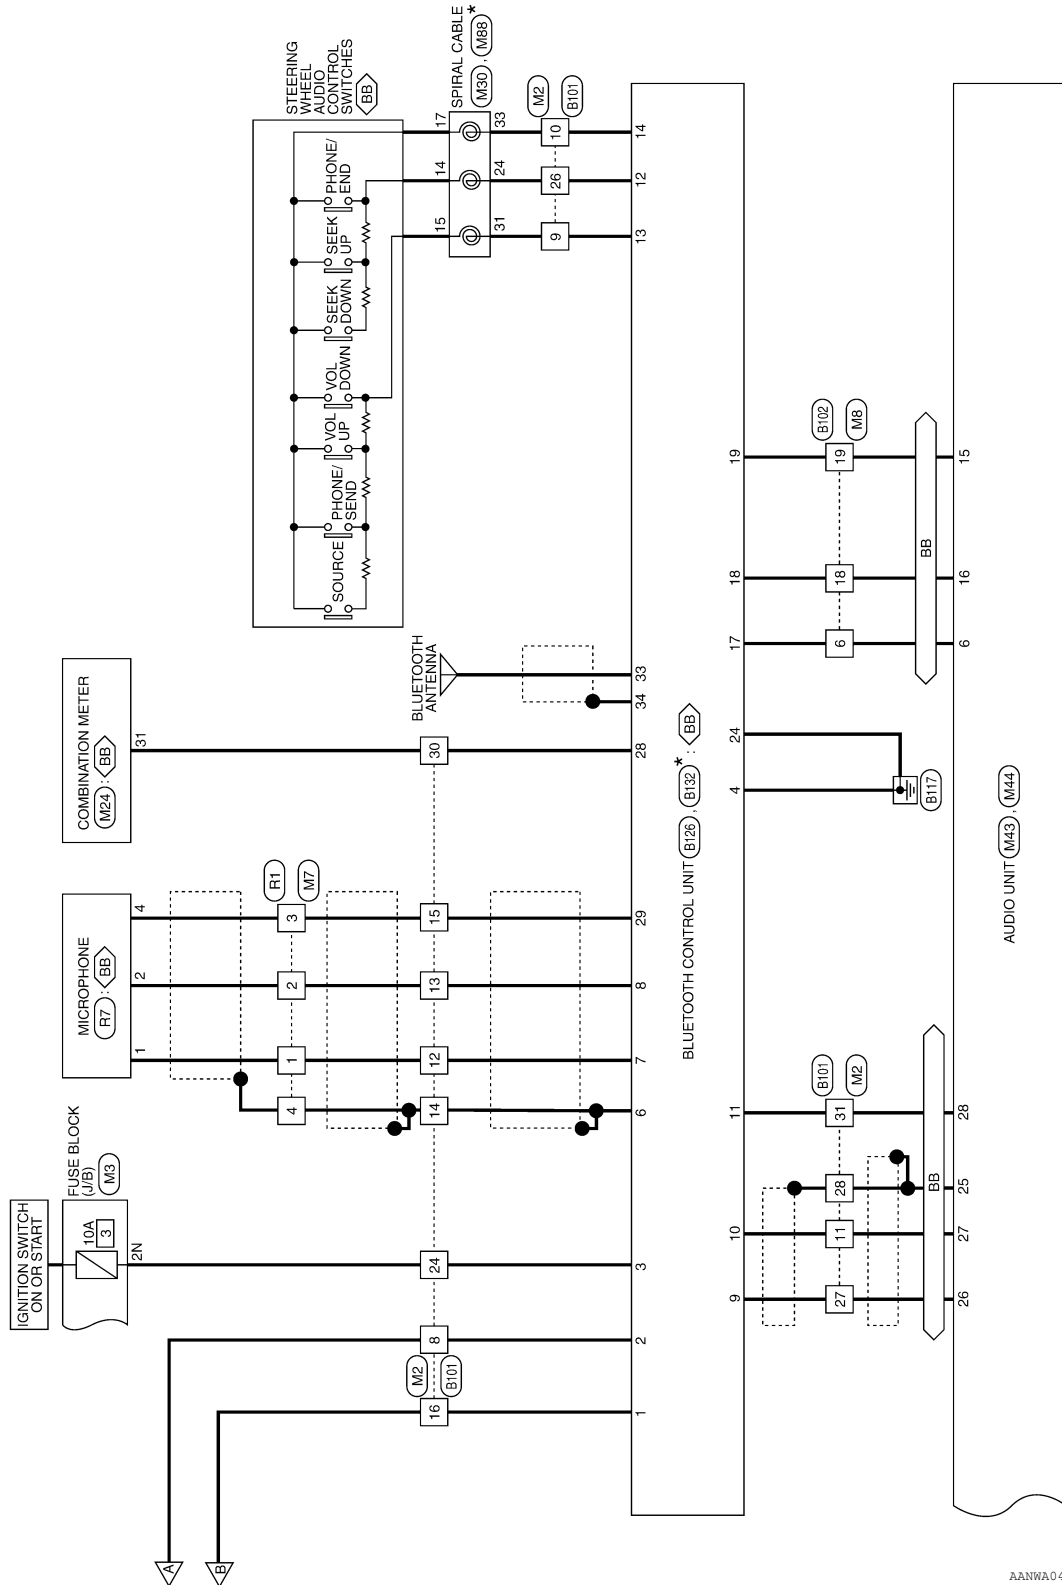 IGNITION SWITCH
ON OR START
FUSE BLOCK
(J/B)
M3
10A
3
2N
MICROPHONE
R7 : BB
1
2
4
COMBINATION METER
M24 : BB
31
R1
M7
4
1
2
3
STEERING
WHEEL
AUDIO
CONTROL
SWITCHES
BB
SOURCE
PHONE/
SEND
VOL
UP
VOL
DOWN
SEEK
DOWN
SEEK
UP
PHONE/
END
A
B
M2
B101
16
8
24
14
12
13
15
30
BLUETOOTH
ANTENNA
15
14
17
SPIRAL CABLE
M30 , M88 *
31
24
33
M2
B101
9
26
10
1
2
3
6
7
8
29
28
34
33
13
12
14
BLUETOOTH CONTROL UNIT B126 , B132 * : BB
9
10
11
4
24
17
18
19
B101
M2
27
11
28
31
B117
B102
M8
6
18
19
BB
BB
26
27
25
28
6
16
15
AUDIO UNIT M43 , M44
AANWA04